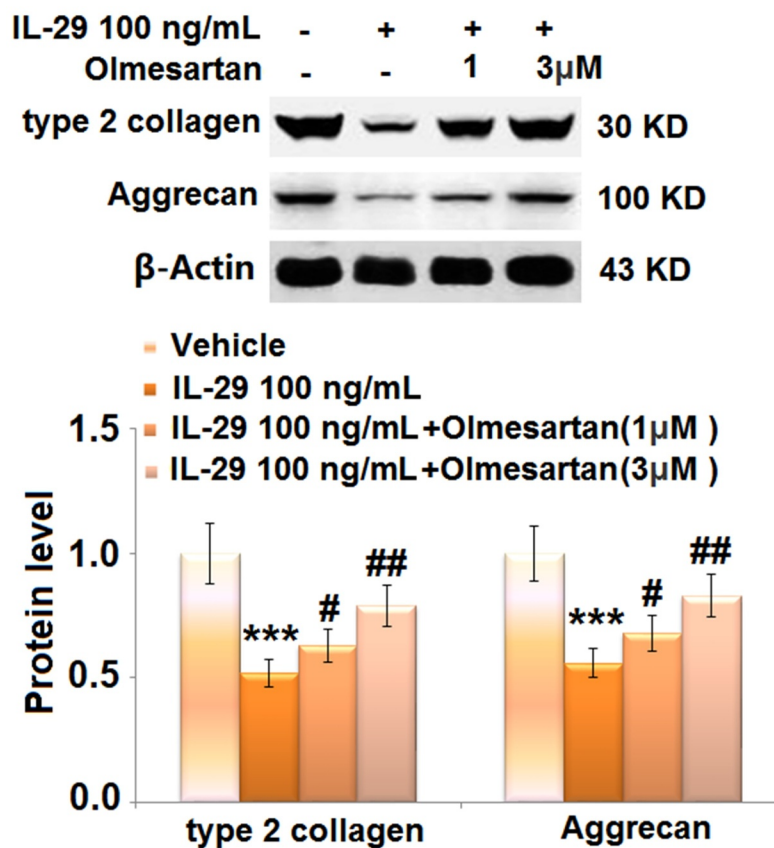 IL-29 100 ng/mL - + + +
Olmesartan - - 1 3μM
type 2 collagen 30 KD
Aggrecan 100 KD
β-Actin 43 KD
Vehicle
IL-29 100 ng/mL
IL-29 100 ng/mL+Olmesartan(1μM )
IL-29 100 ng/mL+Olmesartan(3μM )
Protein level
1.5
1.0
0.5
0.0
*** # ##
*** # ##
type 2 collagen Aggrecan